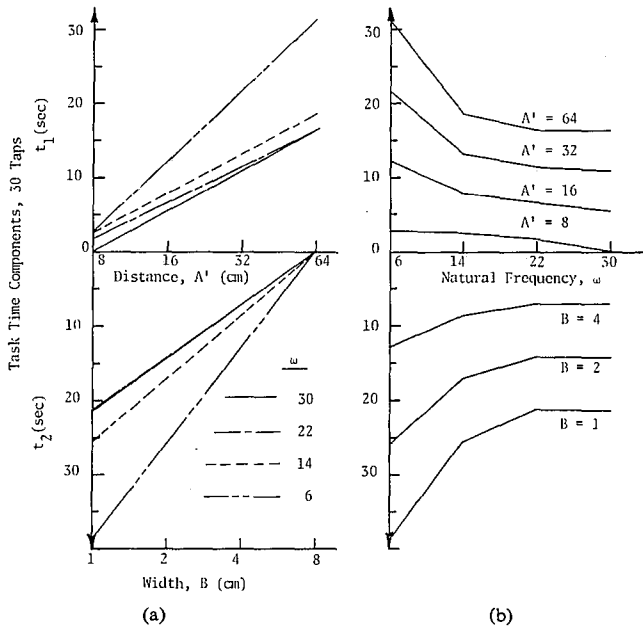 Task Time Components, 30 Taps
t1(sec)
30
20
10
0
8 16 32 64
Distance, A' (cm)
10
20
30
t2(sec)
ω
30
22
14
6
1 2 4 8
Width, B (cm)
(a)
30
20
10
0
A' = 64
A' = 32
A' = 16
A' = 8
6 14 22 30
Natural Frequency, ω
10
20
30
B = 4
B = 2
B = 1
(b)